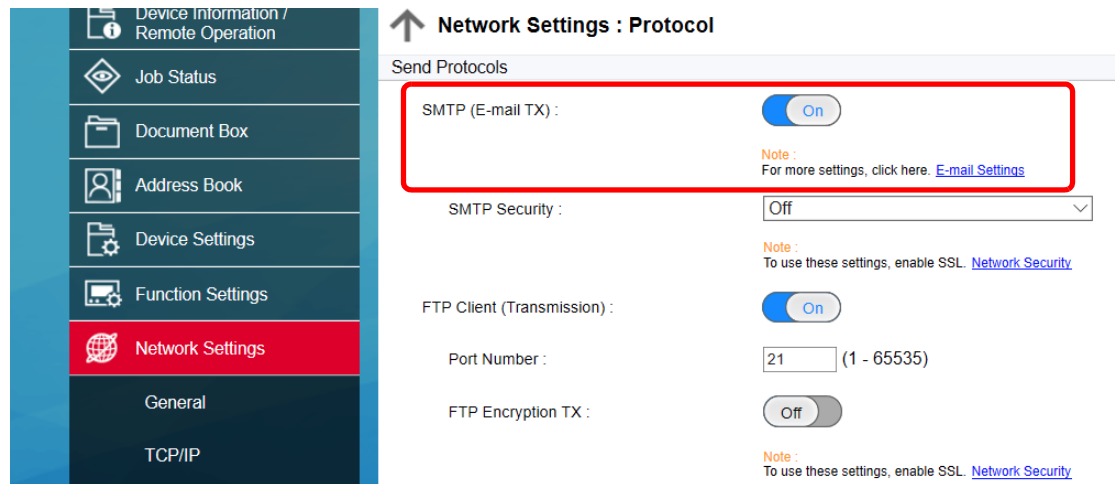 Device Information /
Remote Operation
Job Status
Document Box
Address Book
Device Settings
Function Settings
Network Settings
General
TCP/IP
Network Settings : Protocol
Send Protocols
SMTP (E-mail TX) : On
Note :
For more settings, click here. E-mail Settings
SMTP Security : Off
Note :
To use these settings, enable SSL. Network Security
FTP Client (Transmission) : On
Port Number : 21 (1 - 65535)
FTP Encryption TX : Off
Note :
To use these settings, enable SSL. Network Security